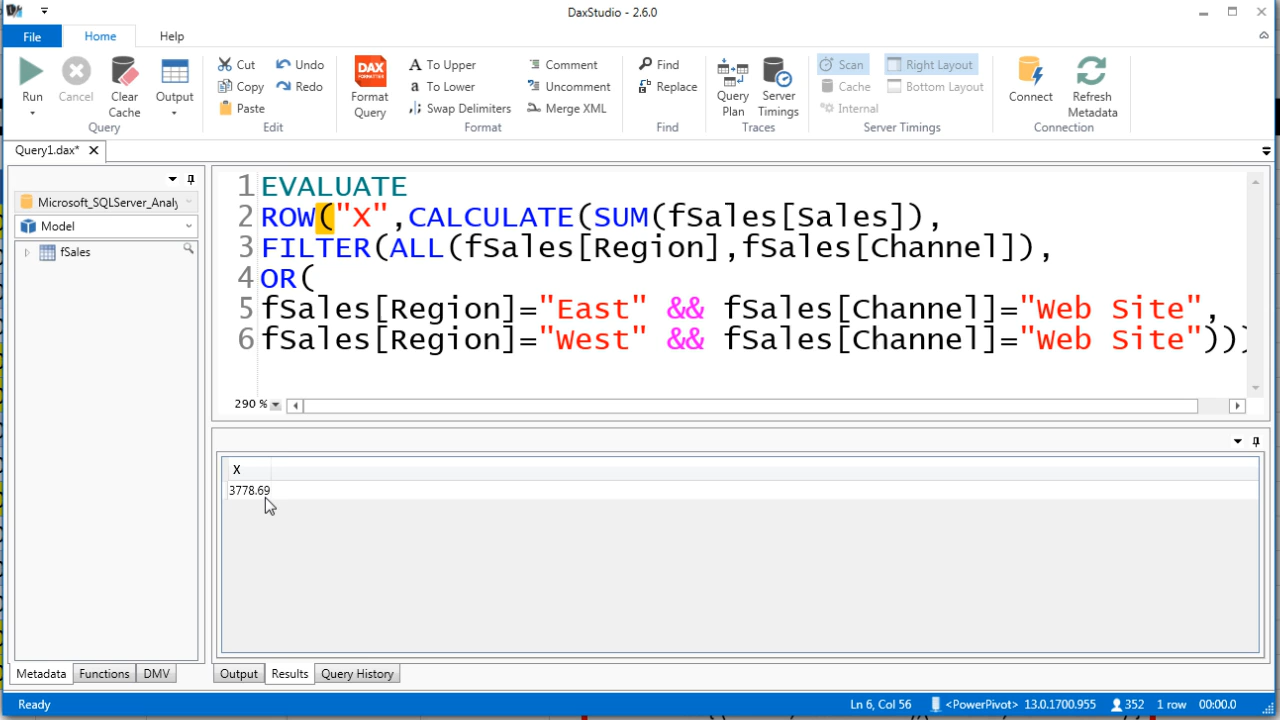 DaxStudio - 2.6.0
File Home Help
Run
Cancel
Clear Cache
Output
Query
Cut
Copy
Paste
Undo
Redo
Edit
DAX FORMATTER
Format Query
To Upper
To Lower
Swap Delimiters
Comment
Uncomment
Merge XML
Format
Find
Replace
Find
Query Plan
Server Timings
Traces
Scan
Cache
Internal
Right Layout
Bottom Layout
Server Timings
Connect
Refresh Metadata
Connection
Query1.dax*
Microsoft_SQLServer_Analy
Model
fSales
1 EVALUATE
2 ROW("X",CALCULATE(SUM(fSales[Sales]),
3 FILTER(ALL(fSales[Region],fSales[Channel]),
4 OR(
5 fSales[Region]="East" && fSales[Channel]="Web Site",
6 fSales[Region]="West" && fSales[Channel]="Web Site")))
290 %
X
3778.69
Metadata Functions DMV
Output Results Query History
Ready Ln 6, Col 56 <PowerPivot> 13.0.1700.955 352 1 row 00:00.0